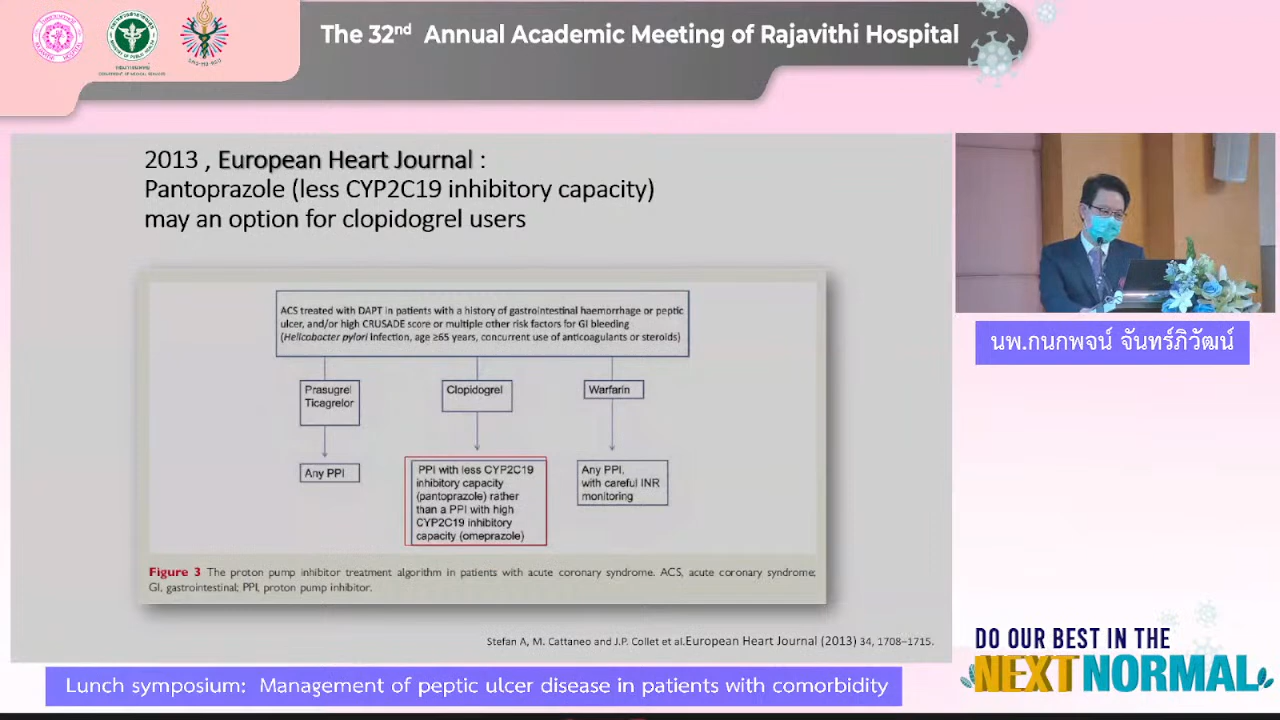 The 32nd Annual Academic Meeting of Rajavithi Hospital
2013 , European Heart Journal :
Pantoprazole (less CYP2C19 inhibitory capacity)
may an option for clopidogrel users
ACS treated with DAPT in patients with a history of gastrointestinal haemorrhage or peptic
ulcer, and/or high CRUSADE score or multiple other risk factors for GI bleeding
(Helicobacter pylori infection, age ≥65 years, concurrent use of anticoagulants or steroids)
Prasugrel
Ticagrelor
Clopidogrel
Warfarin
Any PPI
PPI with less CYP2C19
inhibitory capacity
(pantoprazole) rather
than a PPI with high
CYP2C19 inhibitory
capacity (omeprazole)
Any PPI,
with careful INR
monitoring
Figure 3 The proton pump inhibitor treatment algorithm in patients with acute coronary syndrome. ACS, acute coronary syndrome;
GI, gastrointestinal; PPI, proton pump inhibitor.
Stefan A, M. Cattaneo and J.P. Collet et al.European Heart Journal (2013) 34, 1708–1715.
นพ.กนกพจน์ จันทร์ภิวัฒน์
DO OUR BEST IN THE
NEXT NORMAL
Lunch symposium: Management of peptic ulcer disease in patients with comorbidity